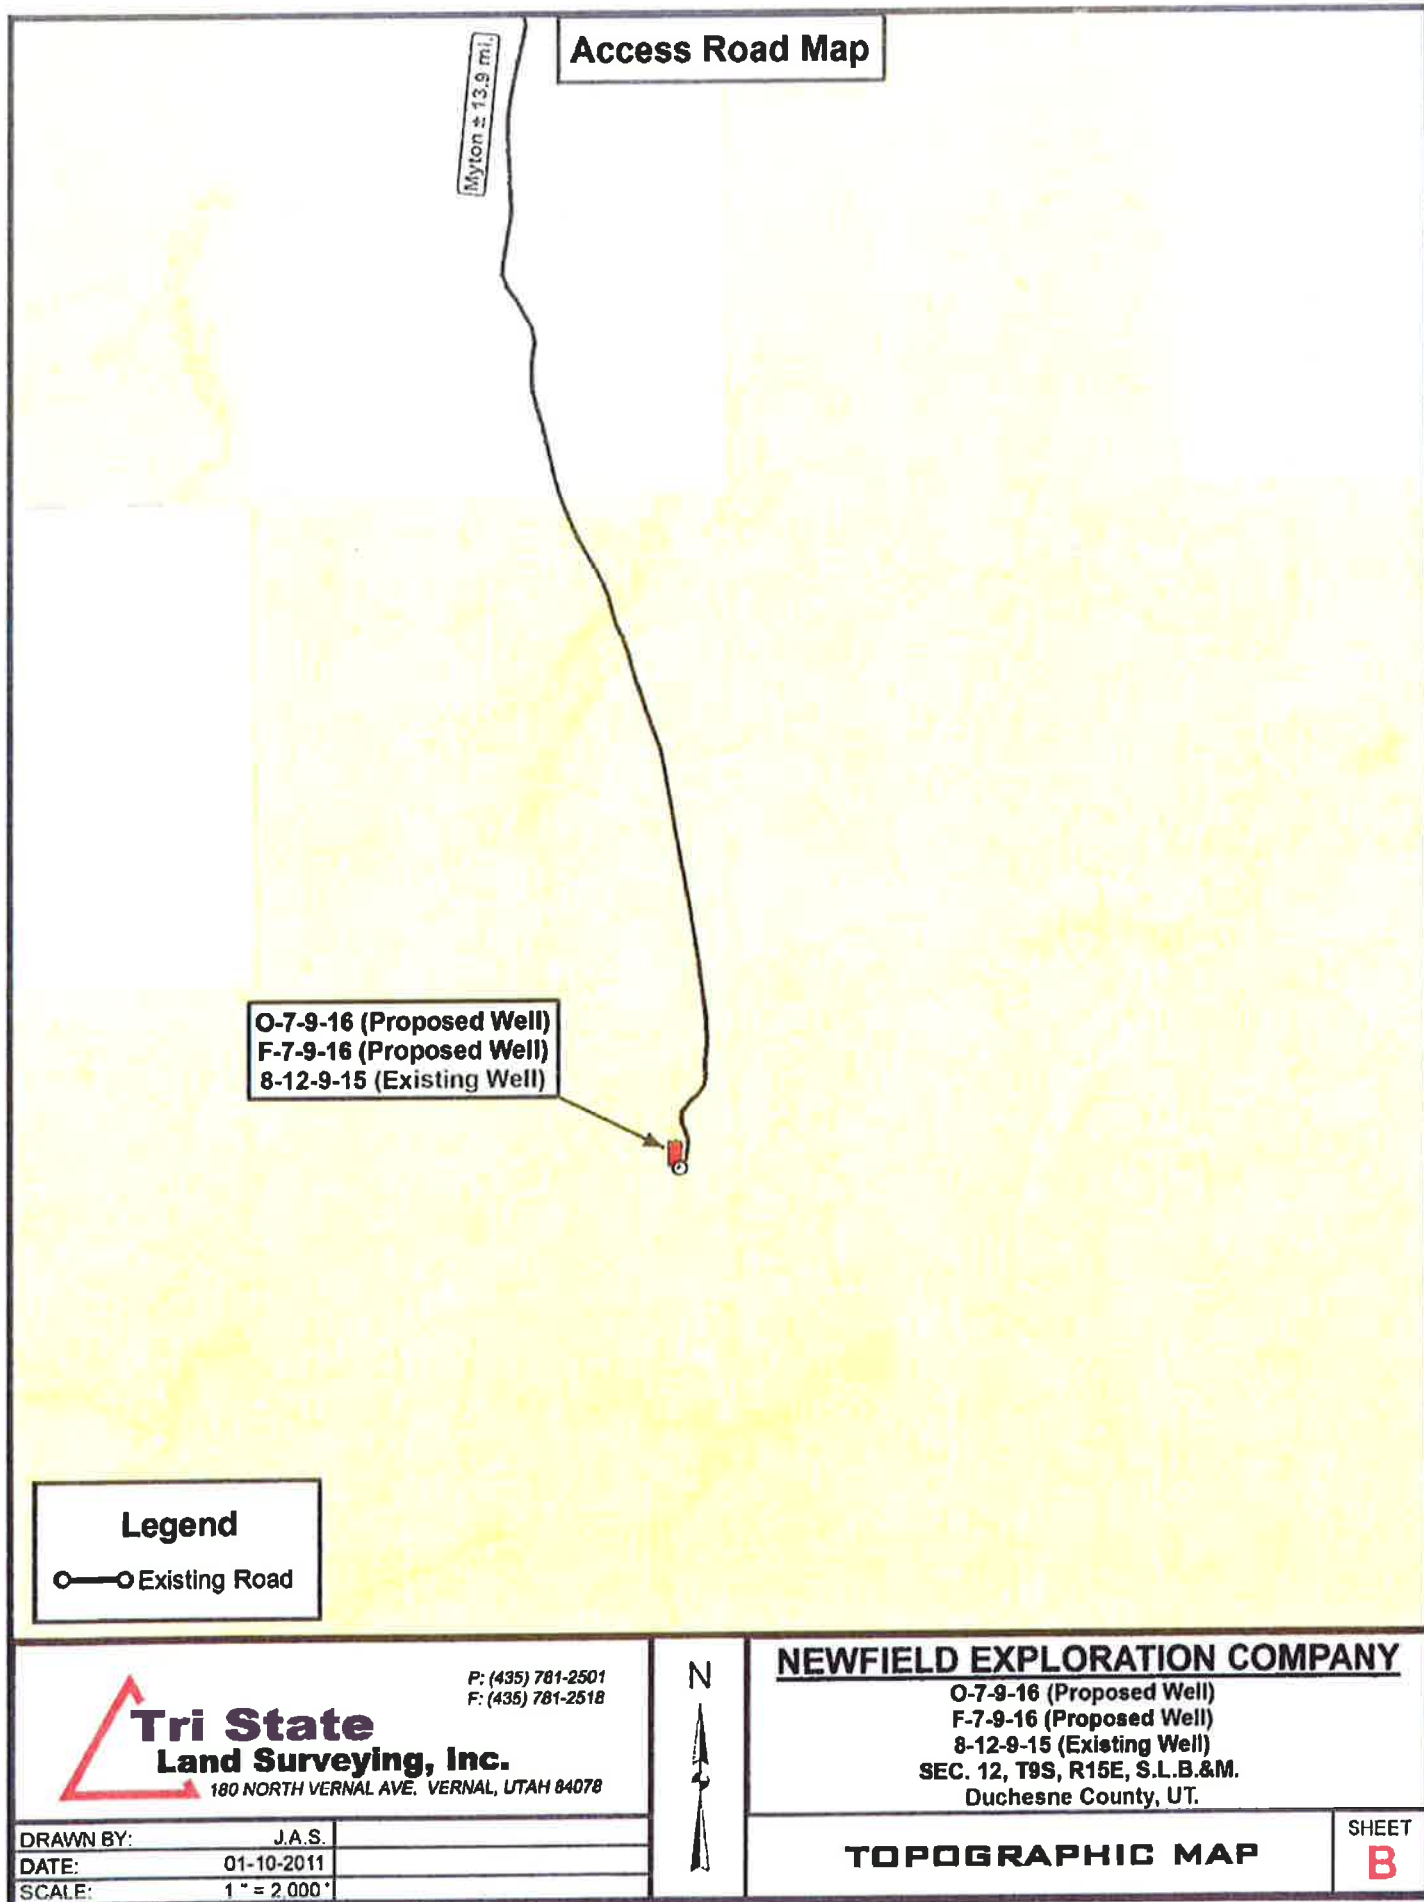 Access Road Map
Myton ± 13.9 mi.
O-7-9-16 (Proposed Well)
F-7-9-16 (Proposed Well)
8-12-9-15 (Existing Well)
Legend
Existing Road
P: (435) 781-2501
F: (435) 781-2518
Tri State
Land Surveying, Inc.
180 NORTH VERNAL AVE. VERNAL, UTAH 84078
DRAWN BY: J.A.S.
DATE: 01-10-2011
SCALE: 1 " = 2,000 '
N
NEWFIELD EXPLORATION COMPANY
O-7-9-16 (Proposed Well)
F-7-9-16 (Proposed Well)
8-12-9-15 (Existing Well)
SEC. 12, T9S, R15E, S.L.B.&M.
Duchesne County, UT.
TOPOGRAPHIC MAP
SHEET
B